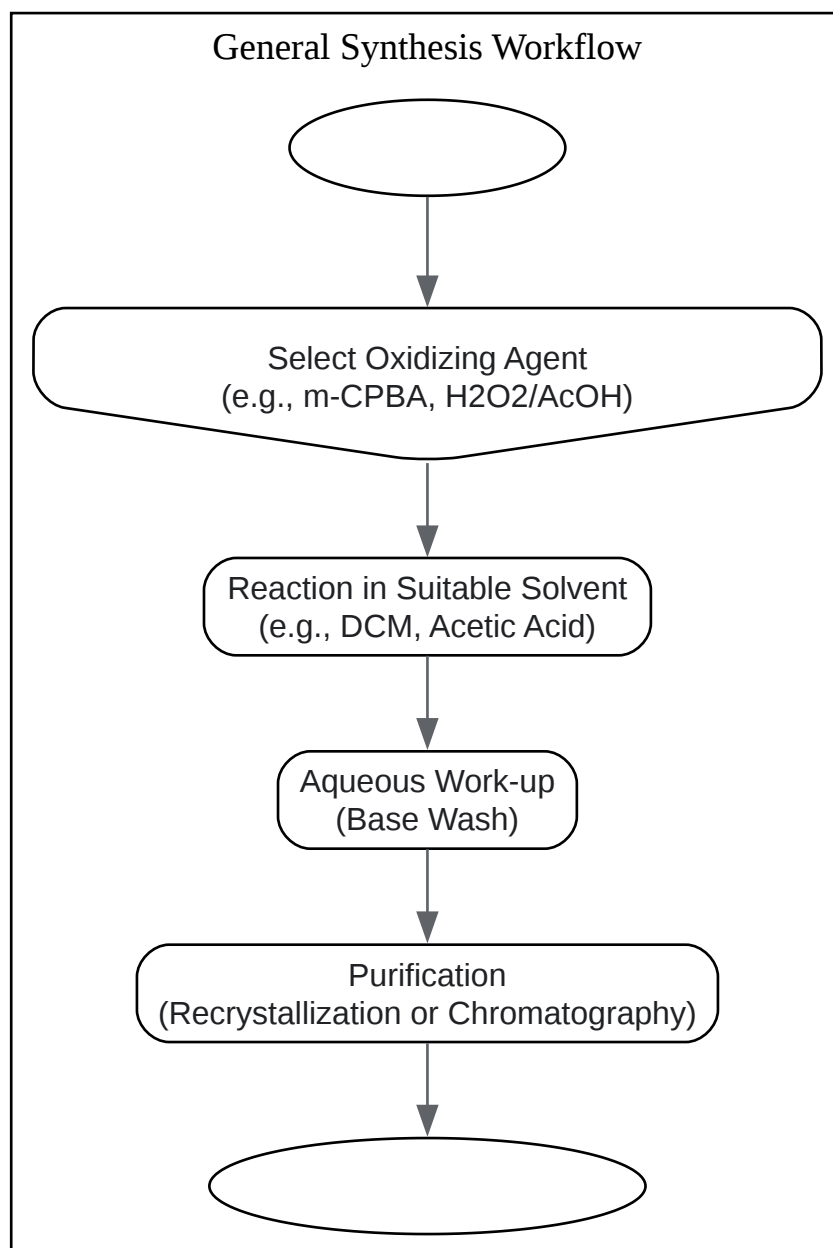 General Synthesis Workflow
Select Oxidizing Agent
(e.g., m-CPBA, H2O2/AcOH)
Reaction in Suitable Solvent
(e.g., DCM, Acetic Acid)
Aqueous Work-up
(Base Wash)
Purification
(Recrystallization or Chromatography)